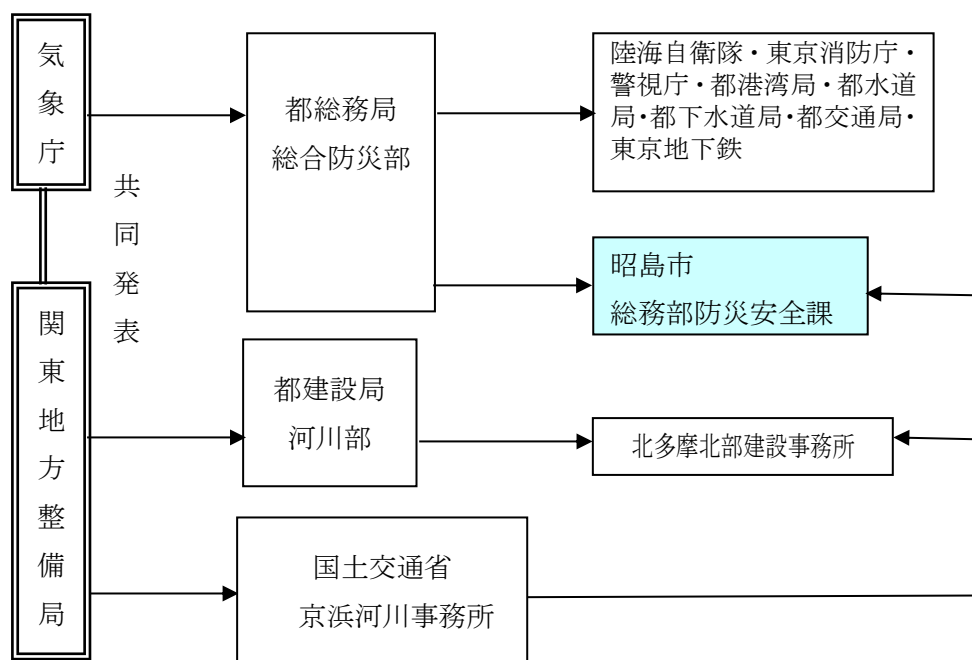 気象庁
共同発表
関東地方整備局
都総務局
総合防災部
陸海自衛隊・東京消防庁・
警視庁・都港湾局・都水道
局・都下水道局・都交通局・
東京地下鉄
昭島市
総務部防災安全課
都建設局
河川部
北多摩北部建設事務所
国土交通省
京浜河川事務所